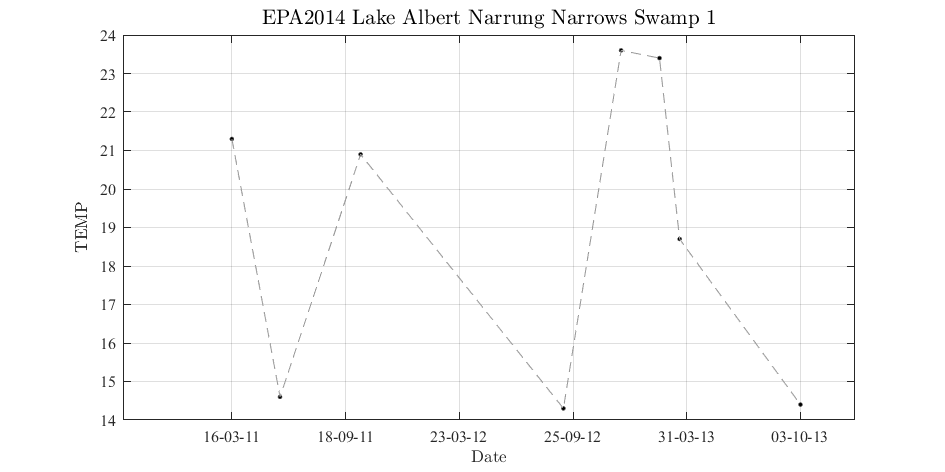 EPA2014 Lake Albert Narrung Narrows Swamp 1
24
23
22
21
20
19
18
17
16
15
14
TEMP
16-03-11 18-09-11 23-03-12 25-09-12 31-03-13 03-10-13
Date